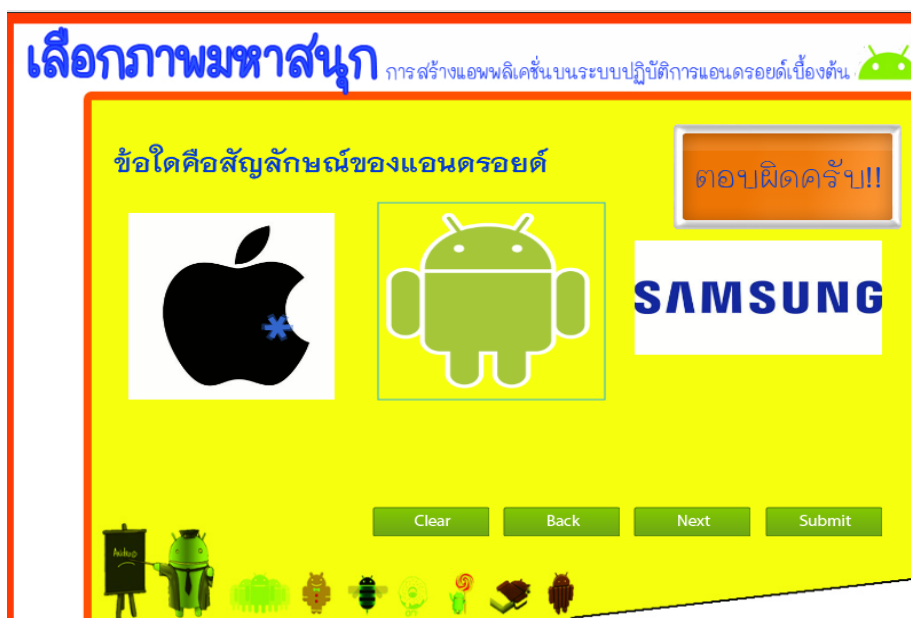 เลือกภาพมหาสนุก การสร้างแอพพลิเคชั่นบนระบบปฏิบัติการแอนดรอยด์เบื้องต้น
ข้อใดคือสัญลักษณ์ของแอนดรอยด์
ตอบผิดครับ!!
SAMSUNG
Clear Back Next Submit